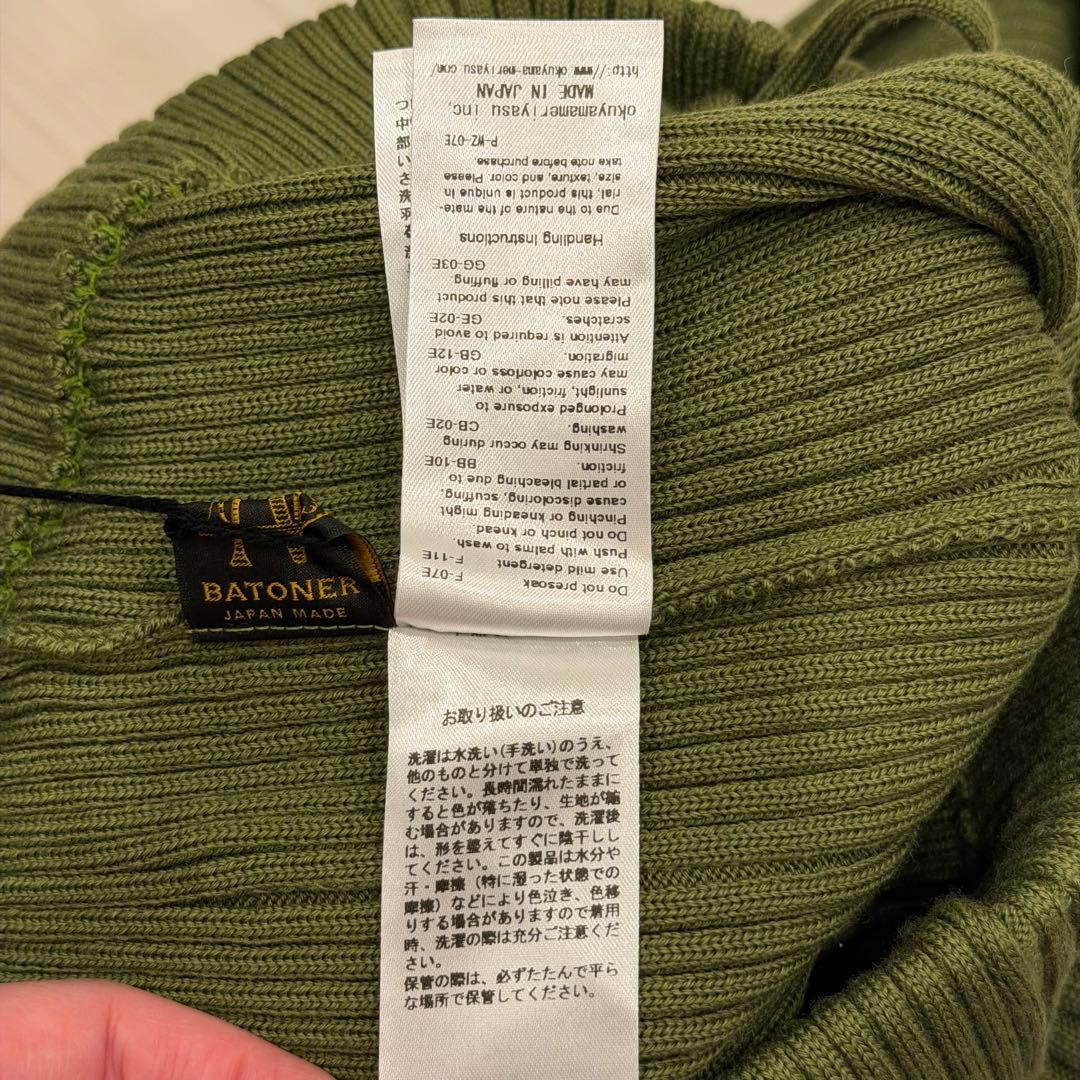 Do not presoak
F-07E
Use mild detergent
F-11E
Push with palms to wash.
Do not pinch or knead
Pinching or kneading might
cause discoloring, scuffing,
or partial bleaching due to
friction.
BB-10E
Shrinking may occur during
washing.
CB-02E
Prolonged exposure to
sunlight, friction, or water
may cause colorloss or color
migration.
GB-12E
Attention is required to avoid
scratches.
GE-02E
Please note that this product
may have pilling or fluffing
GG-03E
Handling Instructions
Due to the nature of the mate-
rial, this product is unique in
size, texture, and color. Please
take note before purchase.
P-WZ-07E
okuyamameriyasu inc.
MADE IN JAPAN
http://www.okuyama-meriyasu.com/
BATONER
JAPAN MADE
お取り扱いのご注意
洗濯は水洗い(手洗い)のうえ、
他のものと分けて単独で洗って
ください。長時間濡れたままに
すると色が落ちたり、生地が縮
む場合がありますので、洗濯後
は、形を整えてすぐに陰干しし
てください。この製品は水分や
汗・摩擦（特に湿った状態での
摩擦）などにより色泣き、色移
りする場合がありますので着用
時、洗濯の際は充分ご注意くだ
さい。
保管の際は、必ずたたんで平ら
な場所で保管してください。